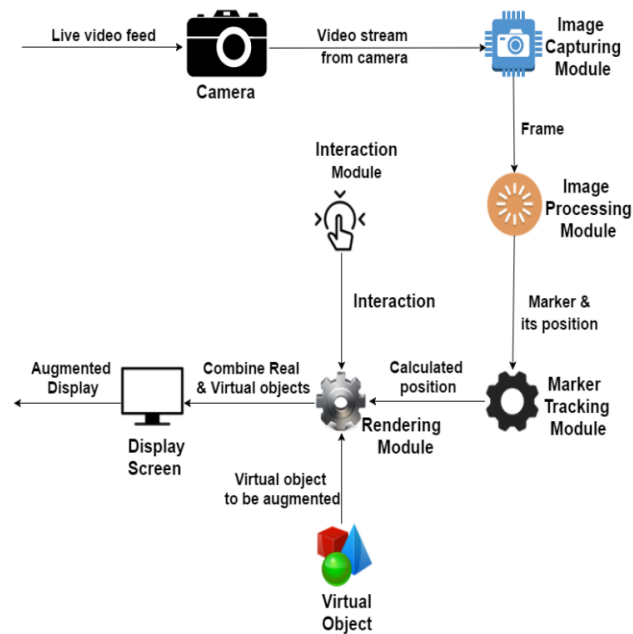 Live video feed
Camera
Video stream
from camera
Image
Capturing
Module
Frame
Image
Processing
Module
Interaction
Module
Interaction
Marker &
its position
Marker
Tracking
Module
Calculated
position
Rendering
Module
Combine Real
& Virtual objects
Augmented
Display
Display
Screen
Virtual object
to be augmented
Virtual
Object